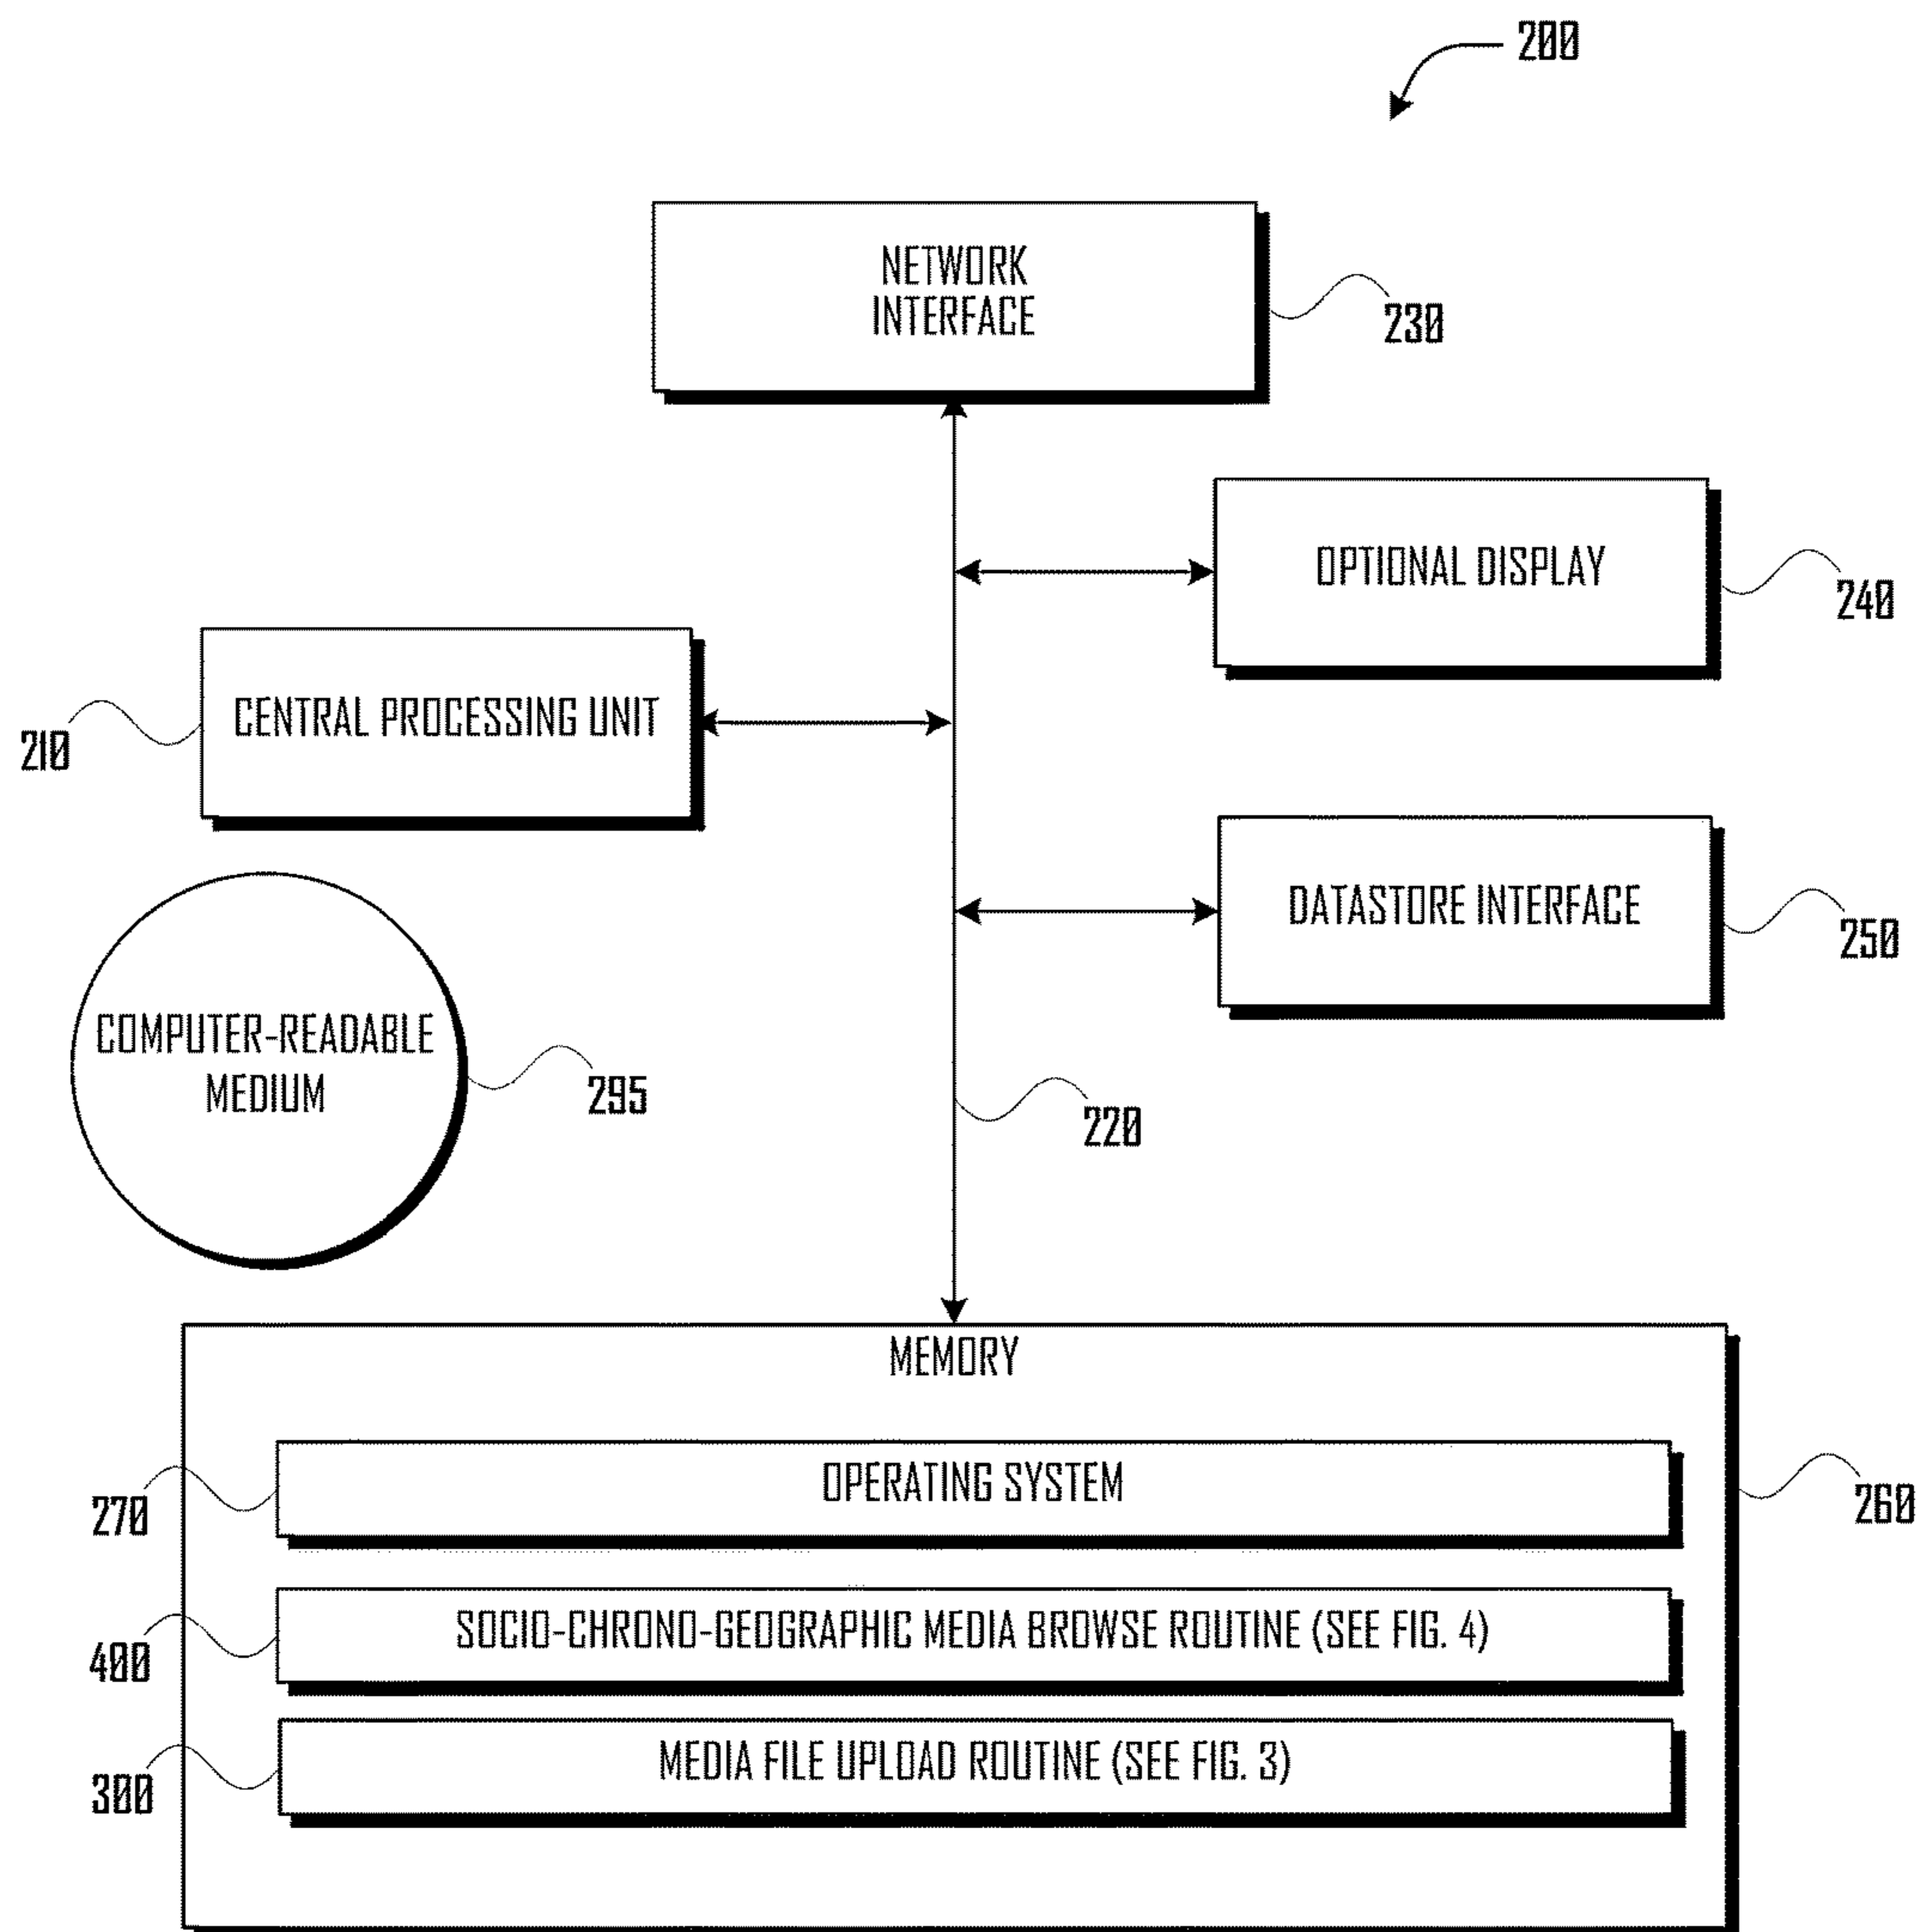 200
NETWORK
INTERFACE
230
OPTIONAL DISPLAY
240
CENTRAL PROCESSING UNIT
210
DATASTORE INTERFACE
250
COMPUTER-READABLE
MEDIUM
295
220
MEMORY
OPERATING SYSTEM
270
260
SOCIO-CHRONO-GEOGRAPHIC MEDIA BROWSE ROUTINE (SEE FIG. 4)
400
MEDIA FILE UPLOAD ROUTINE (SEE FIG. 3)
300